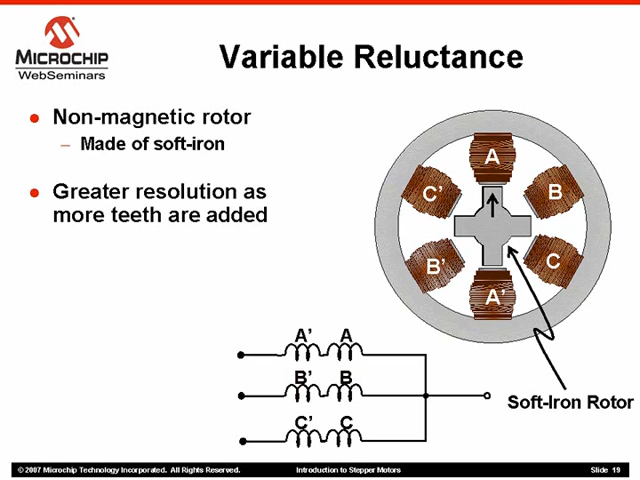 MICROCHIP
WebSeminars
Variable Reluctance
● Non-magnetic rotor
– Made of soft-iron
● Greater resolution as
more teeth are added
A
C' B
B' C
A'
A' A
B' B
C' C
Soft-Iron Rotor
© 2007 Microchip Technology Incorporated. All Rights Reserved. Introduction to Stepper Motors Slide 19